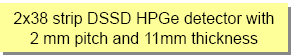 2x38 strip DSSD HPGe detector with
2 mm pitch and 11mm thickness